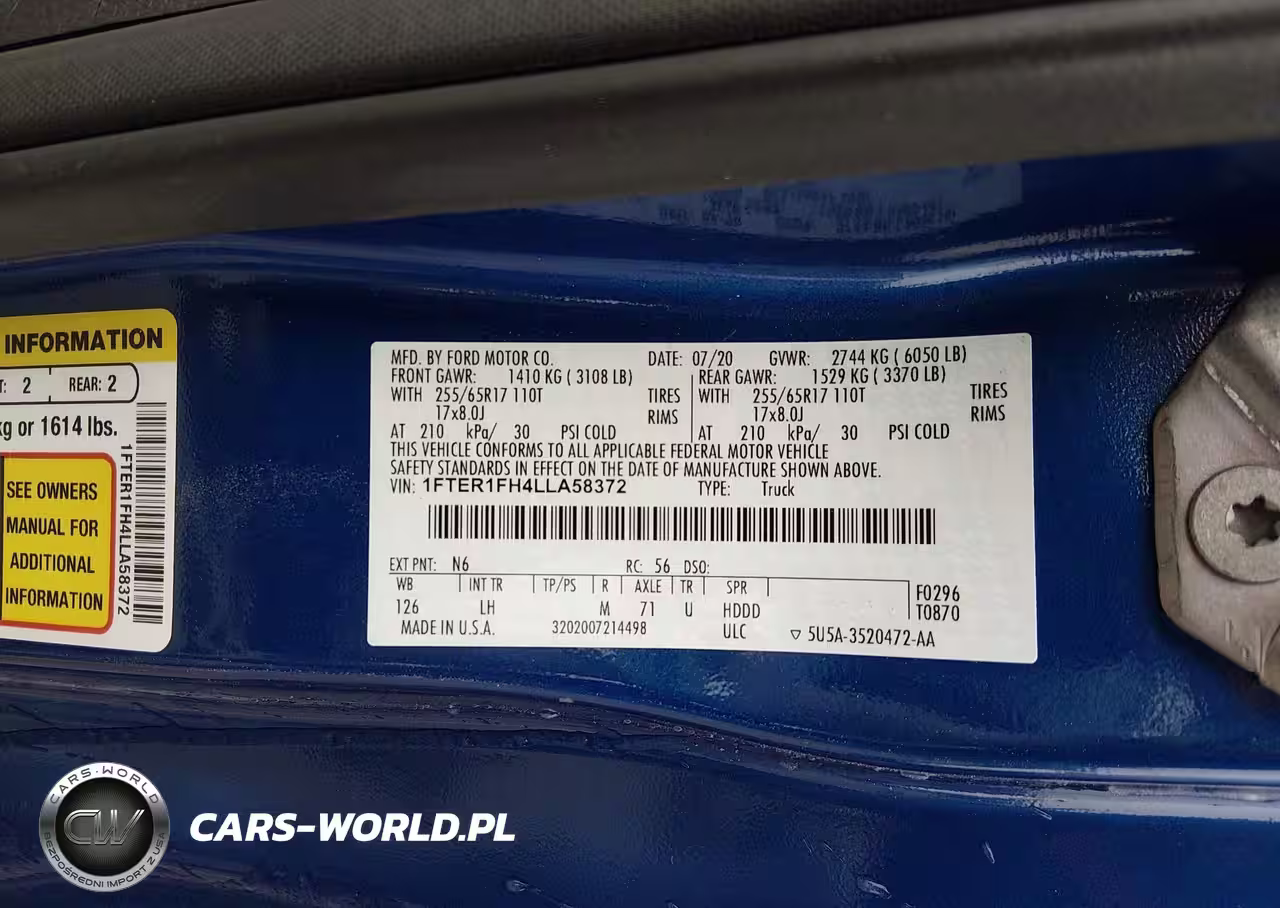 INFORMATION
T: 2 REAR: 2
kg or 1614 lbs.
SEE OWNERS
MANUAL FOR
ADDITIONAL
INFORMATION
1FTER1FH4LLA58372
MFD. BY FORD MOTOR CO. DATE: 07/20 GVWR: 2744 KG ( 6050 LB)
FRONT GAWR: 1410 KG ( 3108 LB) REAR GAWR: 1529 KG ( 3370 LB)
WITH 255/65R17 110T TIRES WITH 255/65R17 110T TIRES
17x8.0J RIMS 17x8.0J RIMS
AT 210 kPa/ 30 PSI COLD AT 210 kPa/ 30 PSI COLD
THIS VEHICLE CONFORMS TO ALL APPLICABLE FEDERAL MOTOR VEHICLE
SAFETY STANDARDS IN EFFECT ON THE DATE OF MANUFACTURE SHOWN ABOVE.
VIN: 1FTER1FH4LLA58372 TYPE: Truck
EXT PNT: N6 RC: 56 DSO:
WB INT TR TP/PS R AXLE TR SPR F0296
126 LH M 71 U HDDD T0870
MADE IN U.S.A. 3202007214498 ULC ▽ 5U5A-3520472-AA
CARS-WORLD
CW
BEZPOŚREDNI IMPORT Z USA
CARS-WORLD.PL